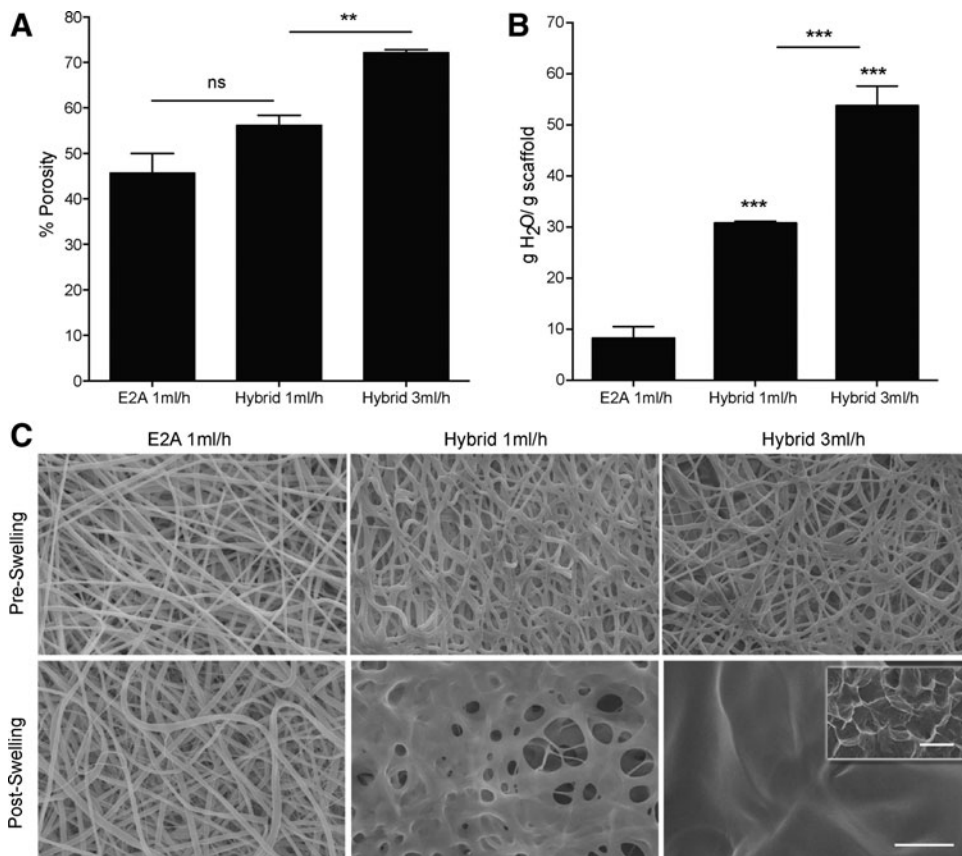 A
% Porosity
80
70
60
50
40
30
20
10
0
ns
**
E2A 1ml/h Hybrid 1ml/h Hybrid 3ml/h
B
g H2O/ g scaffold
70
60
50
40
30
20
10
0
***
***
***
E2A 1ml/h Hybrid 1ml/h Hybrid 3ml/h
C
E2A 1ml/h Hybrid 1ml/h Hybrid 3ml/h
Pre-Swelling
Post-Swelling